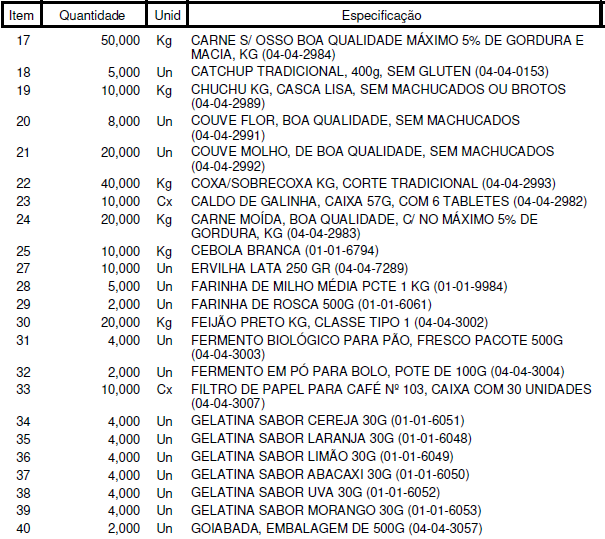 Item Quantidade Unid Especificação
17 50,000 Kg CARNE S/ OSSO BOA QUALIDADE MÁXIMO 5% DE GORDURA E
MACIA, KG (04-04-2984)
18 5,000 Un CATCHUP TRADICIONAL, 400g, SEM GLUTEN (04-04-0153)
19 10,000 Kg CHUCHU KG, CASCA LISA, SEM MACHUCADOS OU BROTOS
(04-04-2989)
20 8,000 Un COUVE FLOR, BOA QUALIDADE, SEM MACHUCADOS
(04-04-2991)
21 20,000 Un COUVE MOLHO, DE BOA QUALIDADE, SEM MACHUCADOS
(04-04-2992)
22 40,000 Kg COXA/SOBRECOXA KG, CORTE TRADICIONAL (04-04-2993)
23 10,000 Cx CALDO DE GALINHA, CAIXA 57G, COM 6 TABLETES (04-04-2982)
24 20,000 Kg CARNE MOÍDA, BOA QUALIDADE, C/ NO MÁXIMO 5% DE
GORDURA, KG (04-04-2983)
25 10,000 Kg CEBOLA BRANCA (01-01-6794)
27 10,000 Un ERVILHA LATA 250 GR (04-04-7289)
28 5,000 Un FARINHA DE MILHO MÉDIA PCTE 1 KG (01-01-9984)
29 2,000 Un FARINHA DE ROSCA 500G (01-01-6061)
30 20,000 Kg FEIJÃO PRETO KG, CLASSE TIPO 1 (04-04-3002)
31 4,000 Un FERMENTO BIOLÓGICO PARA PÃO, FRESCO PACOTE 500G
(04-04-3003)
32 2,000 Un FERMENTO EM PÓ PARA BOLO, POTE DE 100G (04-04-3004)
33 10,000 Cx FILTRO DE PAPEL PARA CAFÉ Nº 103, CAIXA COM 30 UNIDADES
(04-04-3007)
34 4,000 Un GELATINA SABOR CEREJA 30G (01-01-6051)
35 4,000 Un GELATINA SABOR LARANJA 30G (01-01-6048)
36 4,000 Un GELATINA SABOR LIMÃO 30G (01-01-6049)
37 4,000 Un GELATINA SABOR ABACAXI 30G (01-01-6050)
38 4,000 Un GELATINA SABOR UVA 30G (01-01-6052)
39 4,000 Un GELATINA SABOR MORANGO 30G (01-01-6053)
40 2,000 Un GOIABADA, EMBALAGEM DE 500G (04-04-3057)